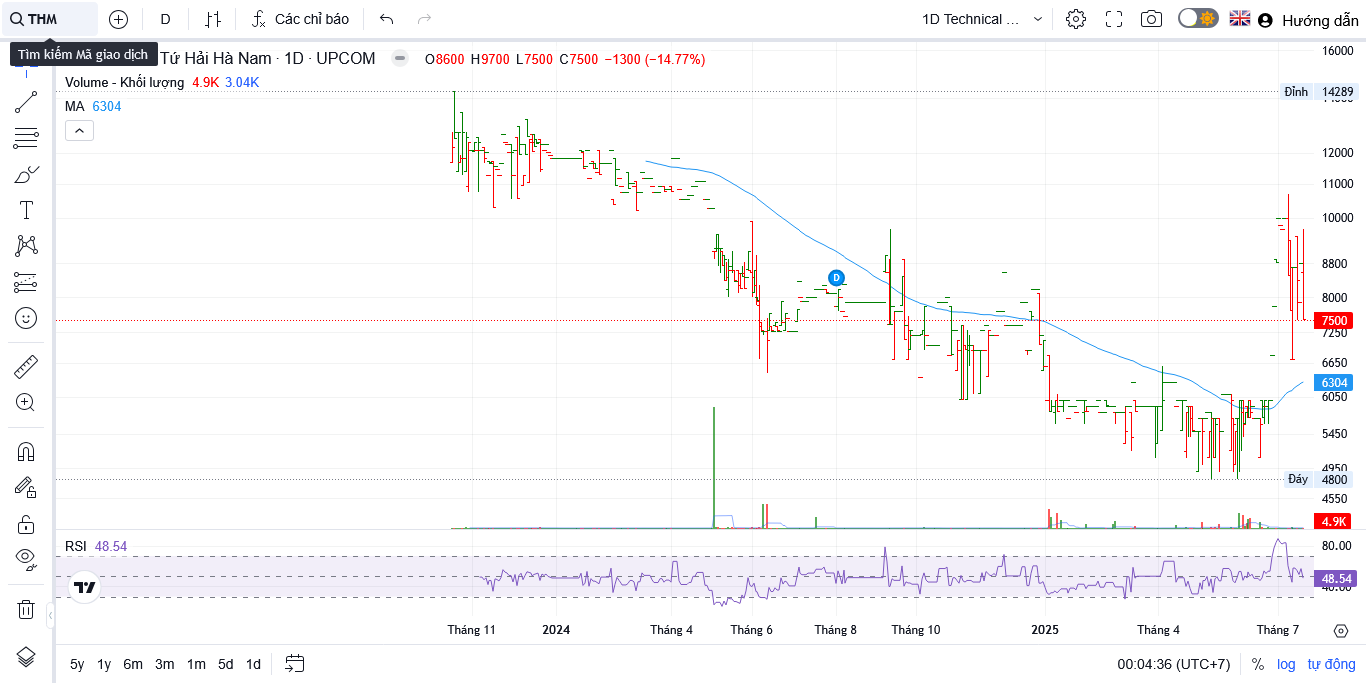 THM
D
Các chỉ báo
1D Technical ...
Hướng dẫn
Tìm kiếm Mã giao dịch
Tứ Hải Hà Nam · 1D · UPCOM
O8600 H9700 L7500 C7500 −1300 (−14.77%)
Volume - Khối lượng 4.9K 3.04K
MA 6304
16000
Đỉnh 14289
12000
11000
10000
8800
8000
7500
7250
6650
6304
6050
5450
4950
Đáy 4800
4550
4.9K
D
RSI 48.54
80.00
48.54
40.00
Tháng 11 2024 Tháng 4 Tháng 6 Tháng 8 Tháng 10 2025 Tháng 4 Tháng 7
5y 1y 6m 3m 1m 5d 1d
00:04:36 (UTC+7) % log tự động